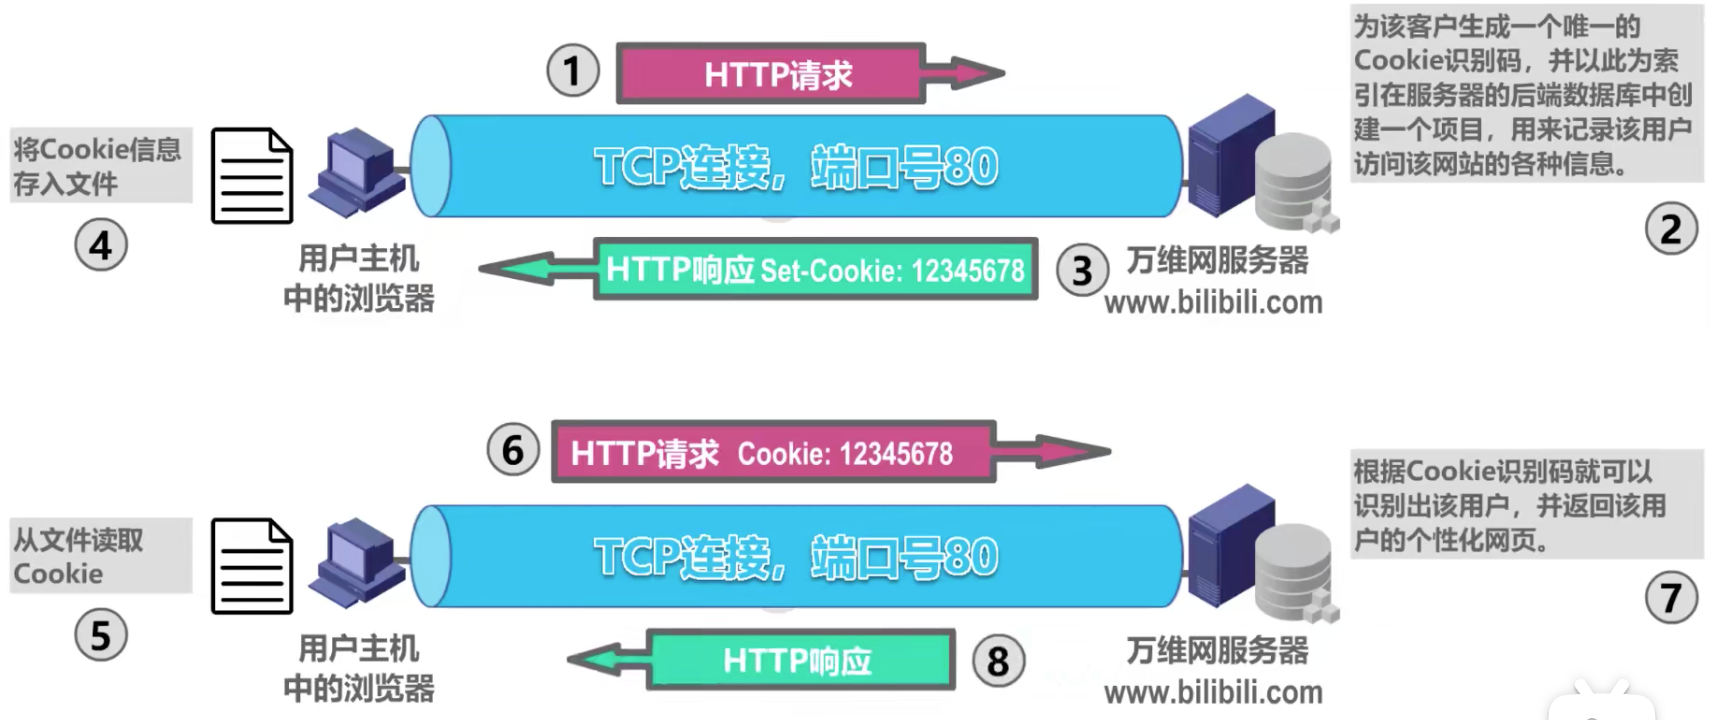 ①
HTTP请求
为该客户生成一个唯一的
Cookie识别码，并以此为索
引在服务器的后端数据库中创
建一个项目，用来记录该用户
访问该网站的各种信息。
②
TCP连接，端口号80
将Cookie信息
存入文件
④
用户主机
中的浏览器
HTTP响应 Set-Cookie: 12345678
③
万维网服务器
www.bilibili.com
⑥
HTTP请求 Cookie: 12345678
根据Cookie识别码就可以
识别出该用户，并返回该用
户的个性化网页。
⑦
TCP连接，端口号80
从文件读取
Cookie
⑤
用户主机
中的浏览器
HTTP响应
⑧
万维网服务器
www.bilibili.com